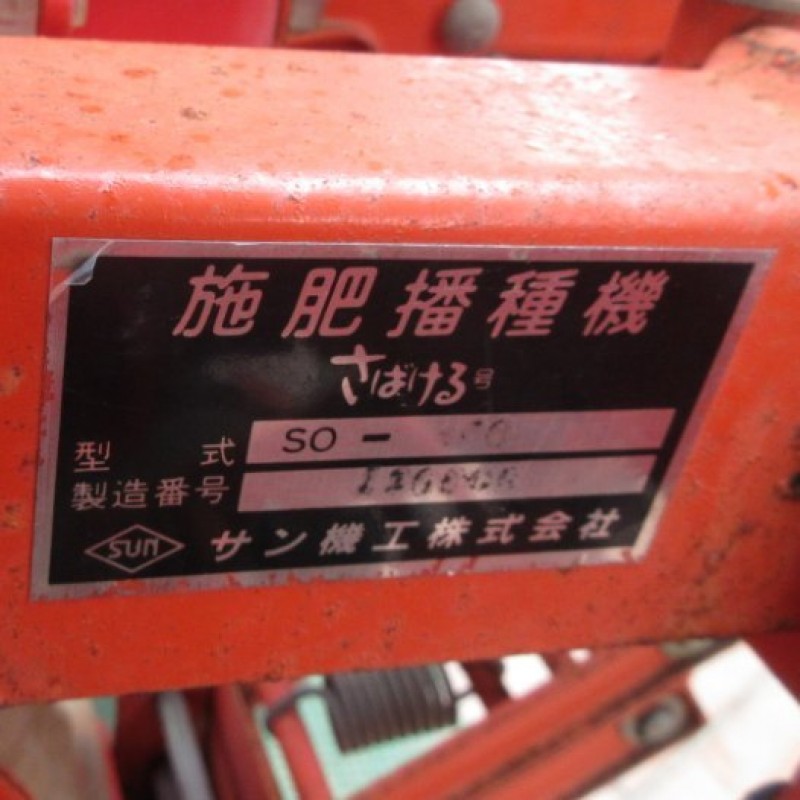 施肥播種機
さばける号
型式 SO -
製造番号
SUN サン機工株式会社